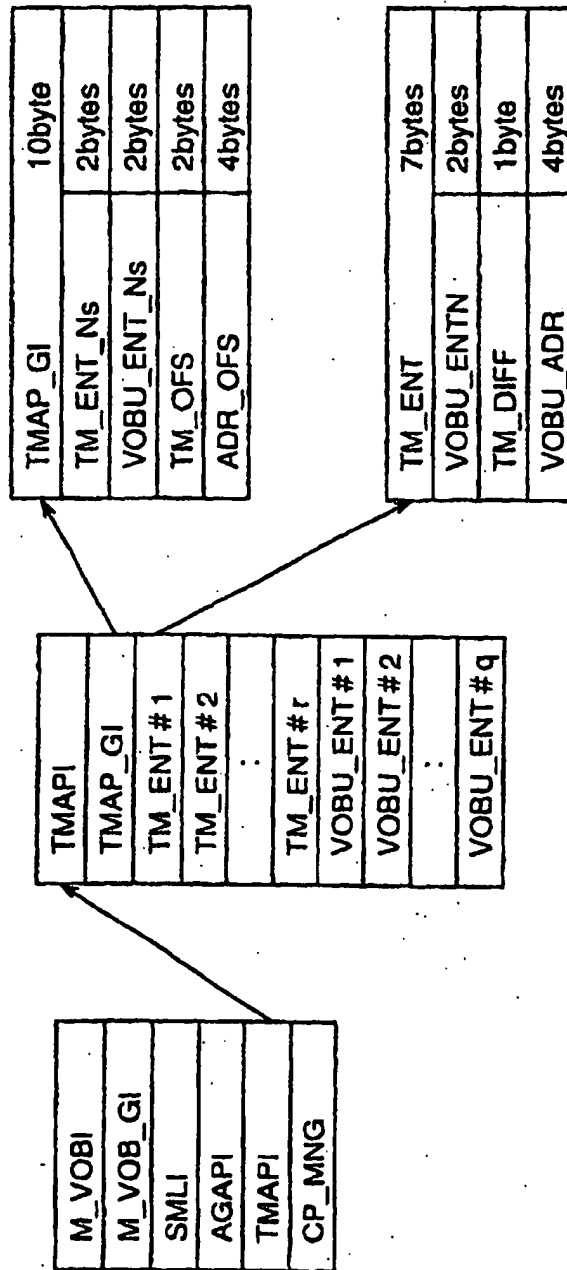 M_VOBI
M_VOB_GI
SMLI
AGAPI
TMAPI
CP_MNG
TMAPI
TMAP_GI
TM_ENT#1
TM_ENT#2
:
TM_ENT#r
VOBU_ENT#1
VOBU_ENT#2
:
VOBU_ENT#q
TMAP_GI 10byte
TM_ENT_Ns 2bytes
VOBU_ENT_Ns 2bytes
TM_OFS 2bytes
ADR_OFS 4bytes
TM_ENT 7bytes
VOBU_ENTN 2bytes
TM_DIFF 1byte
VOBU_ADR 4bytes